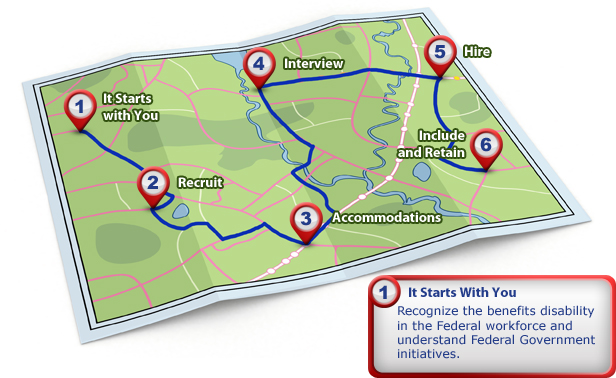 1
It Starts
with You
2
Recruit
3
Accommodations
4
Interview
5
Hire
6
Include
and Retain
1
It Starts With You
Recognize the benefits disability
in the Federal workforce and
understand Federal Government
initiatives.